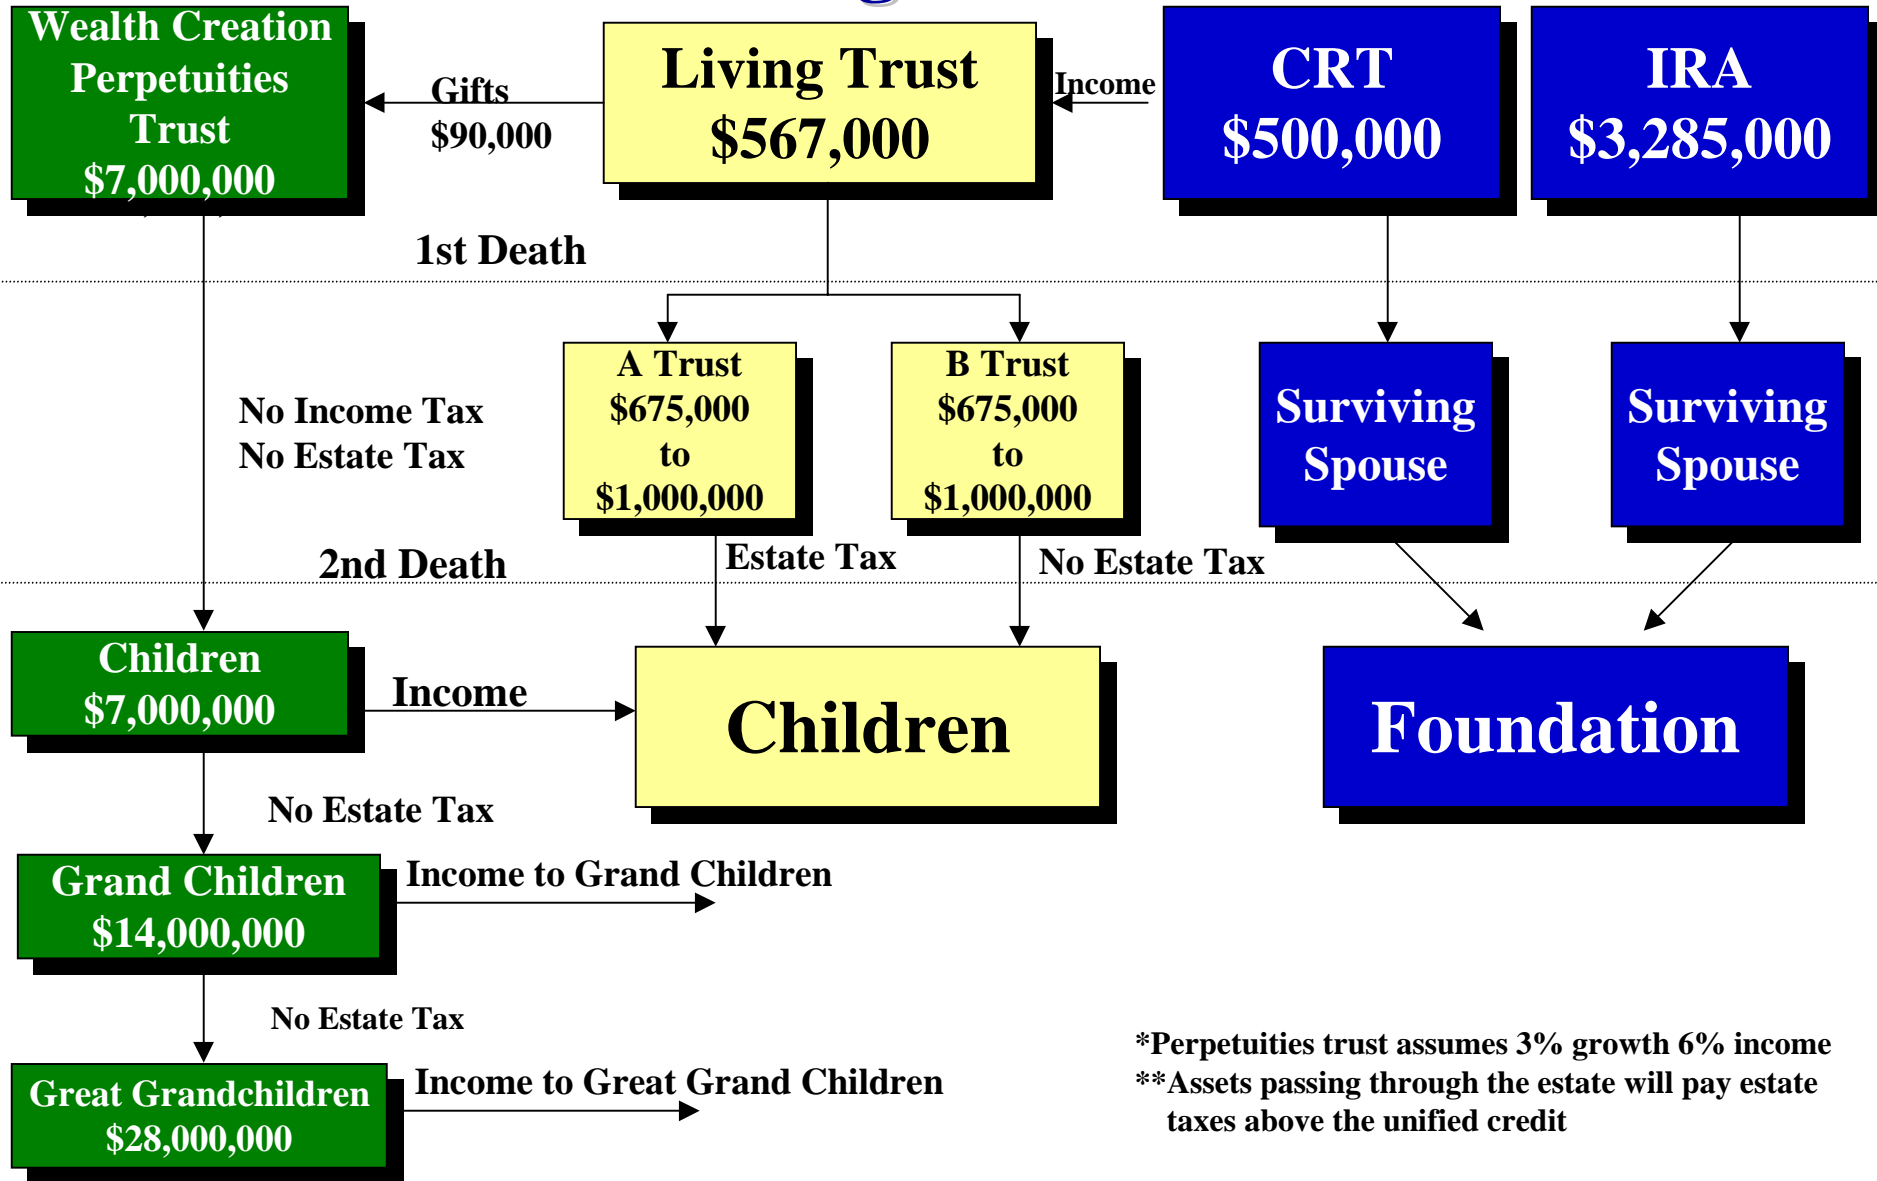 Wealth Creation
Perpetuities
Trust
$7,000,000
Gifts
$90,000
Living Trust
$567,000
Income
CRT
$500,000
IRA
$3,285,000
1st Death
No Income Tax
No Estate Tax
A Trust
$675,000
to
$1,000,000
B Trust
$675,000
to
$1,000,000
Surviving
Spouse
Surviving
Spouse
2nd Death
Estate Tax
No Estate Tax
Children
$7,000,000
Income
Children
Foundation
No Estate Tax
Grand Children
$14,000,000
Income to Grand Children
No Estate Tax
Great Grandchildren
$28,000,000
Income to Great Grand Children
*Perpetuities trust assumes 3% growth 6% income
**Assets passing through the estate will pay estate
taxes above the unified credit